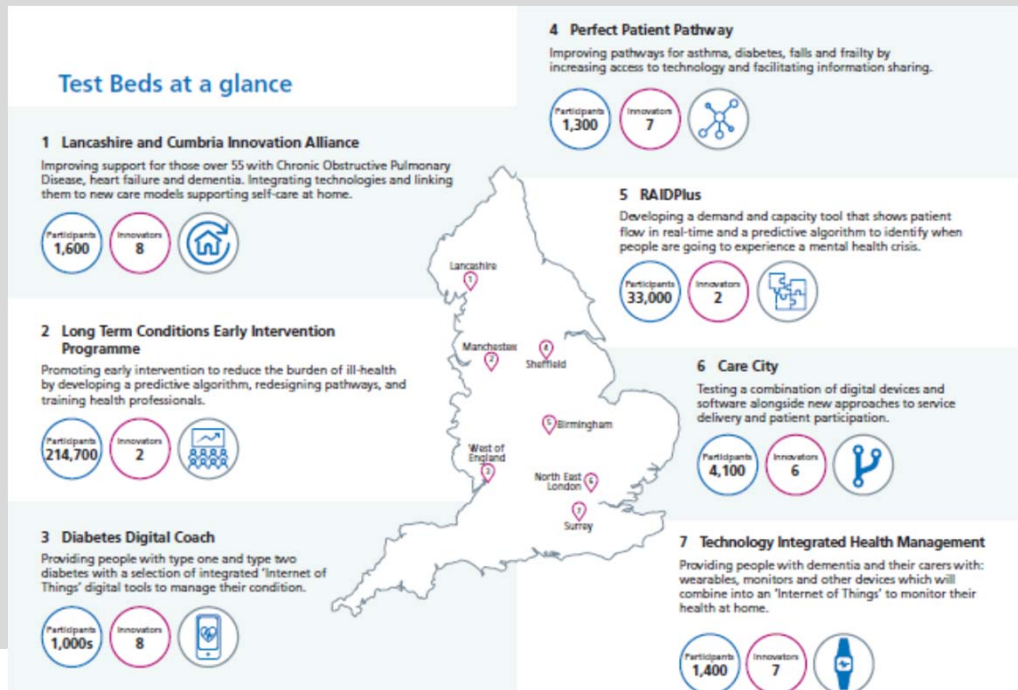 Test Beds at a glance
1 Lancashire and Cumbria Innovation Alliance
Improving support for those over 55 with Chronic Obstructive Pulmonary
Disease, heart failure and dementia. Integrating technologies and linking
them to new care models supporting self-care at home.
Participants
1,600
Innovators
8
2 Long Term Conditions Early Intervention
Programme
Promoting early intervention to reduce the burden of ill-health
by developing a predictive algorithm, redesigning pathways, and
training health professionals.
Participants
214,700
Innovators
2
3 Diabetes Digital Coach
Providing people with type one and type two
diabetes with a selection of integrated 'Internet of
Things' digital tools to manage their condition.
Participants
1,000s
Innovators
8
Lancashire
1
Manchester
2
4
Sheffield
5
Birmingham
West of
England
3
North East
London
6
7
Surrey
4 Perfect Patient Pathway
Improving pathways for asthma, diabetes, falls and frailty by
increasing access to technology and facilitating information sharing.
Participants
1,300
Innovators
7
5 RAIDPlus
Developing a demand and capacity tool that shows patient
flow in real-time and a predictive algorithm to identify when
people are going to experience a mental health crisis.
Participants
33,000
Innovators
2
6 Care City
Testing a combination of digital devices and
software alongside new approaches to service
delivery and patient participation.
Participants
4,100
Innovators
6
7 Technology Integrated Health Management
Providing people with dementia and their carers with:
wearables, monitors and other devices which will
combine into an 'Internet of Things' to monitor their
health at home.
Participants
1,400
Innovators
7